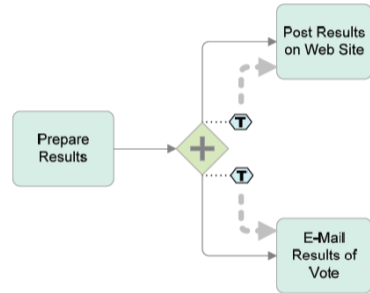 Post Results
on Web Site
T
Prepare
Results
T
E-Mail
Results of
Vote